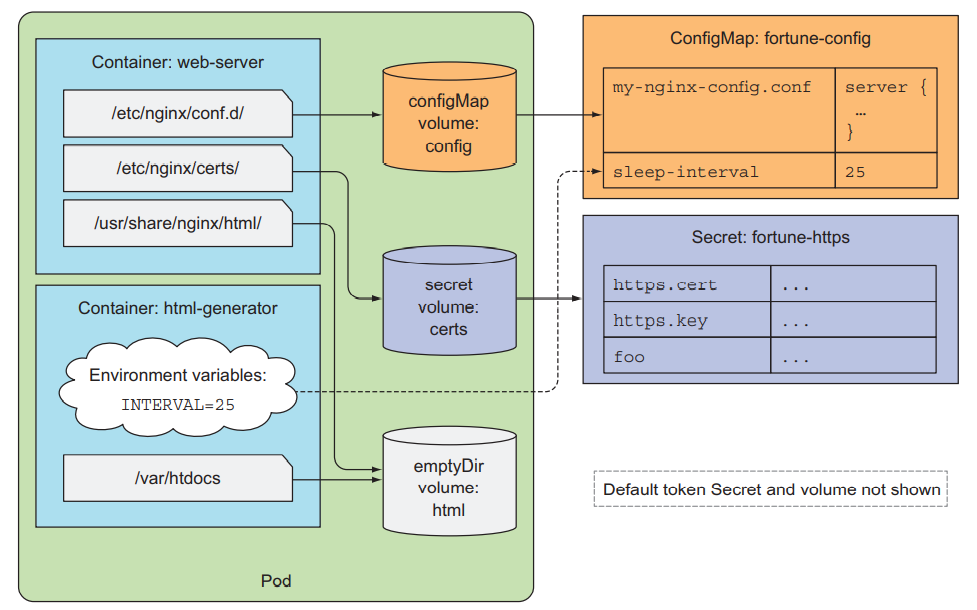 Container: web-server
/etc/nginx/conf.d/
/etc/nginx/certs/
/usr/share/nginx/html/
Container: html-generator
Environment variables:
INTERVAL=25
/var/htdocs
configMap
volume:
config
secret
volume:
certs
emptyDir
volume:
html
Pod
ConfigMap: fortune-config
my-nginx-config.conf server {
...
}
sleep-interval 25
Secret: fortune-https
https.cert ...
https.key ...
foo ...
Default token Secret and volume not shown